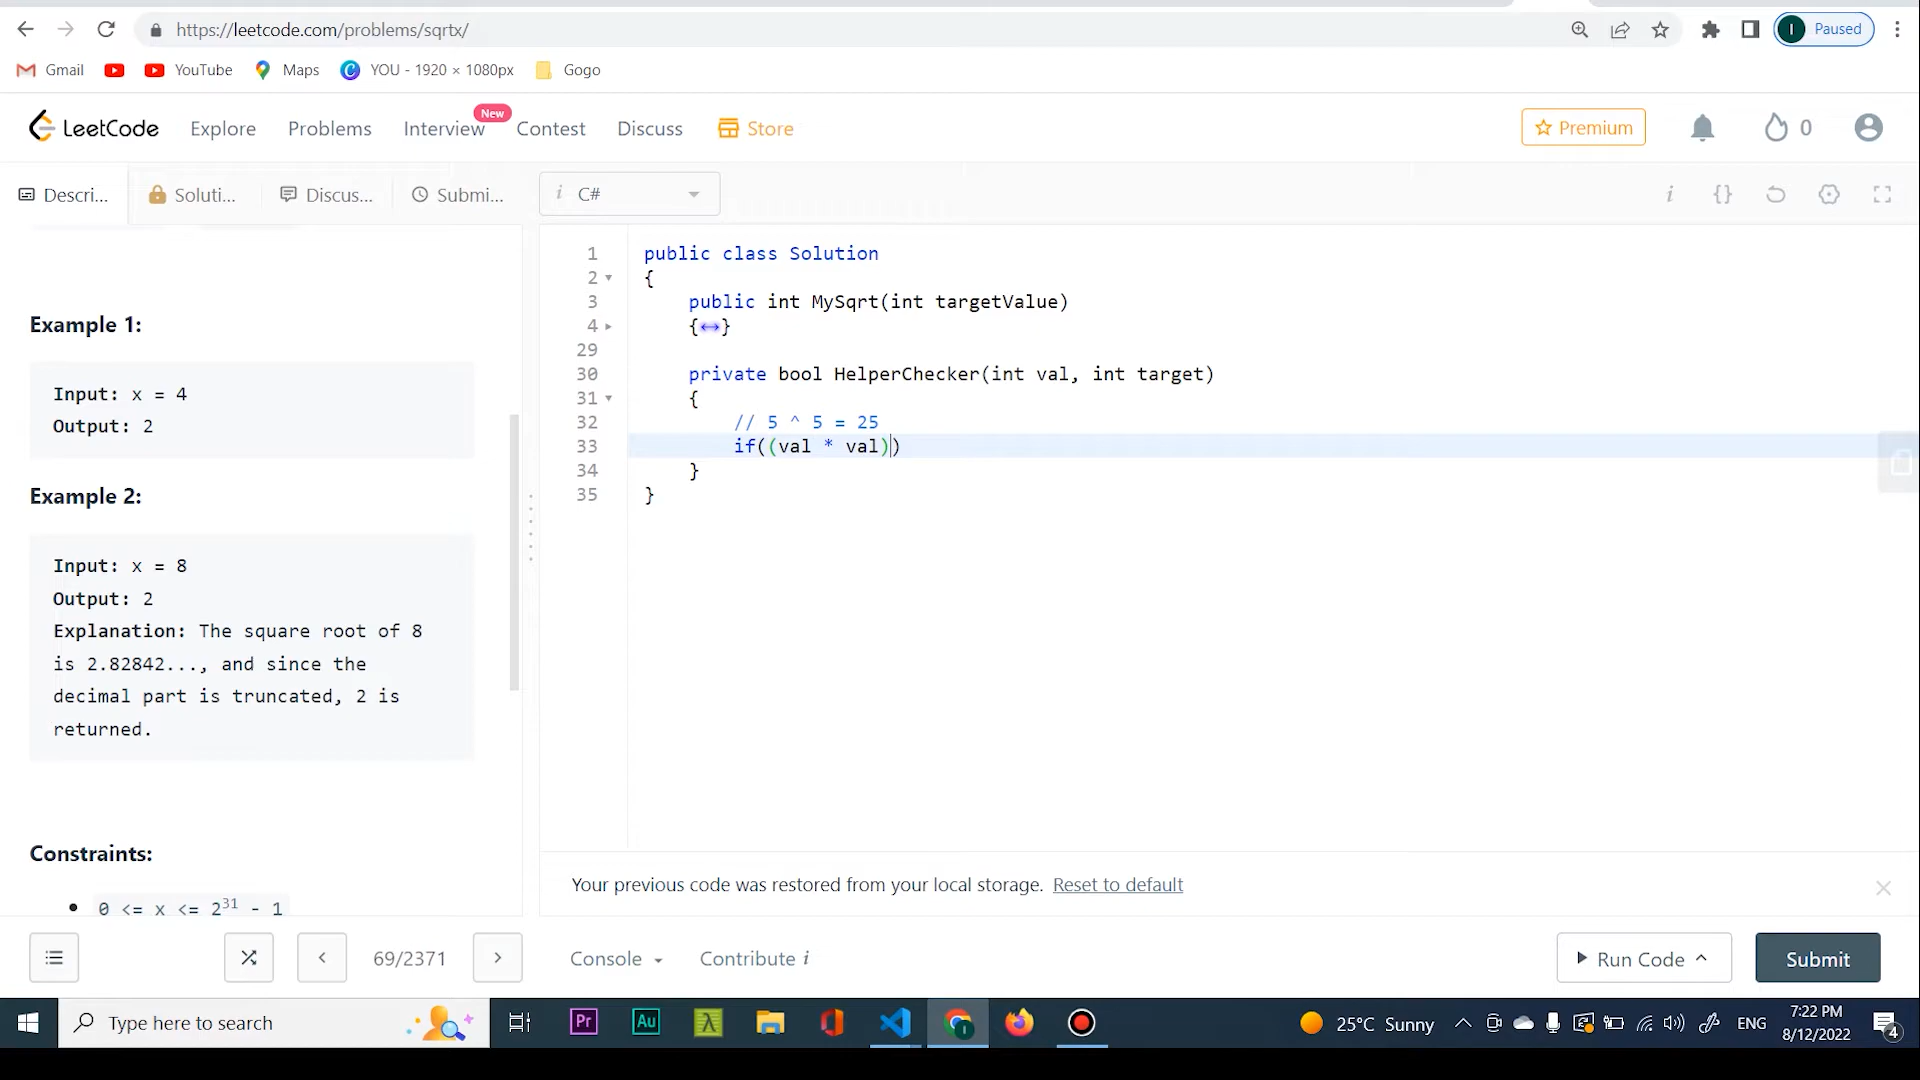 https://leetcode.com/problems/sqrtx/
Paused
Gmail
YouTube
Maps
YOU - 1920 × 1080px
Gogo
LeetCode
Explore
Problems
Interview
New
Contest
Discuss
Store
Premium
0
Descri...
Soluti...
Discus...
Submi...
i C#
Example 1:
Input: x = 4
Output: 2
Example 2:
Input: x = 8
Output: 2
Explanation: The square root of 8
is 2.82842..., and since the
decimal part is truncated, 2 is
returned.
Constraints:
0 <= x <= 2³¹ - 1
1 public class Solution
2 {
3 public int MySqrt(int targetValue)
4 {↔}
29
30 private bool HelperChecker(int val, int target)
31 {
32 // 5 ^ 5 = 25
33 if((val * val))
34 }
35 }
Your previous code was restored from your local storage. Reset to default
69/2371
Console
Contribute i
Run Code
Submit
Type here to search
Pr
Au
25°C Sunny
ENG
7:22 PM
8/12/2022
4